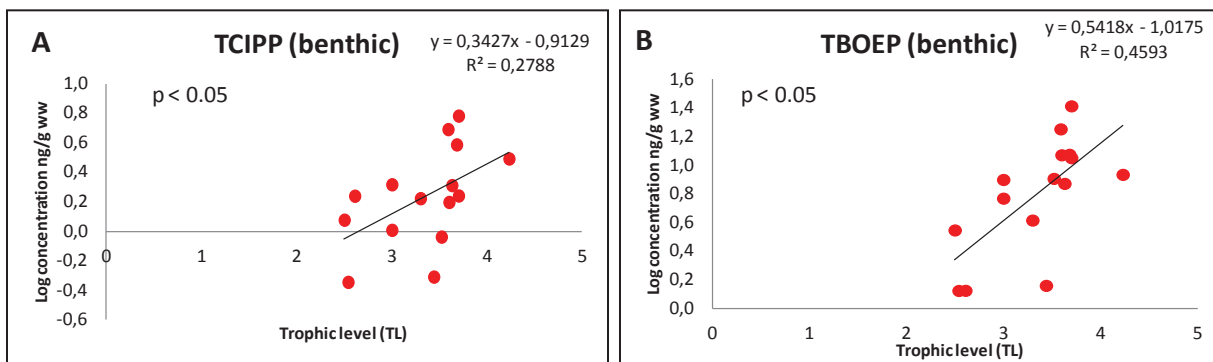 A
TCIPP (benthic)
y = 0,3427x - 0,9129
R² = 0,2788
p < 0.05
Log concentration ng/g ww
1,0
0,8
0,6
0,4
0,2
0,0
-0,2
-0,4
-0,6
0 1 2 3 4 5
Trophic level (TL)
B
TBOEP (benthic)
y = 0,5418x - 1,0175
R² = 0,4593
p < 0.05
Log concentration ng/g ww
1,6
1,4
1,2
1,0
0,8
0,6
0,4
0,2
0,0
0 1 2 3 4 5
Trophic level (TL)